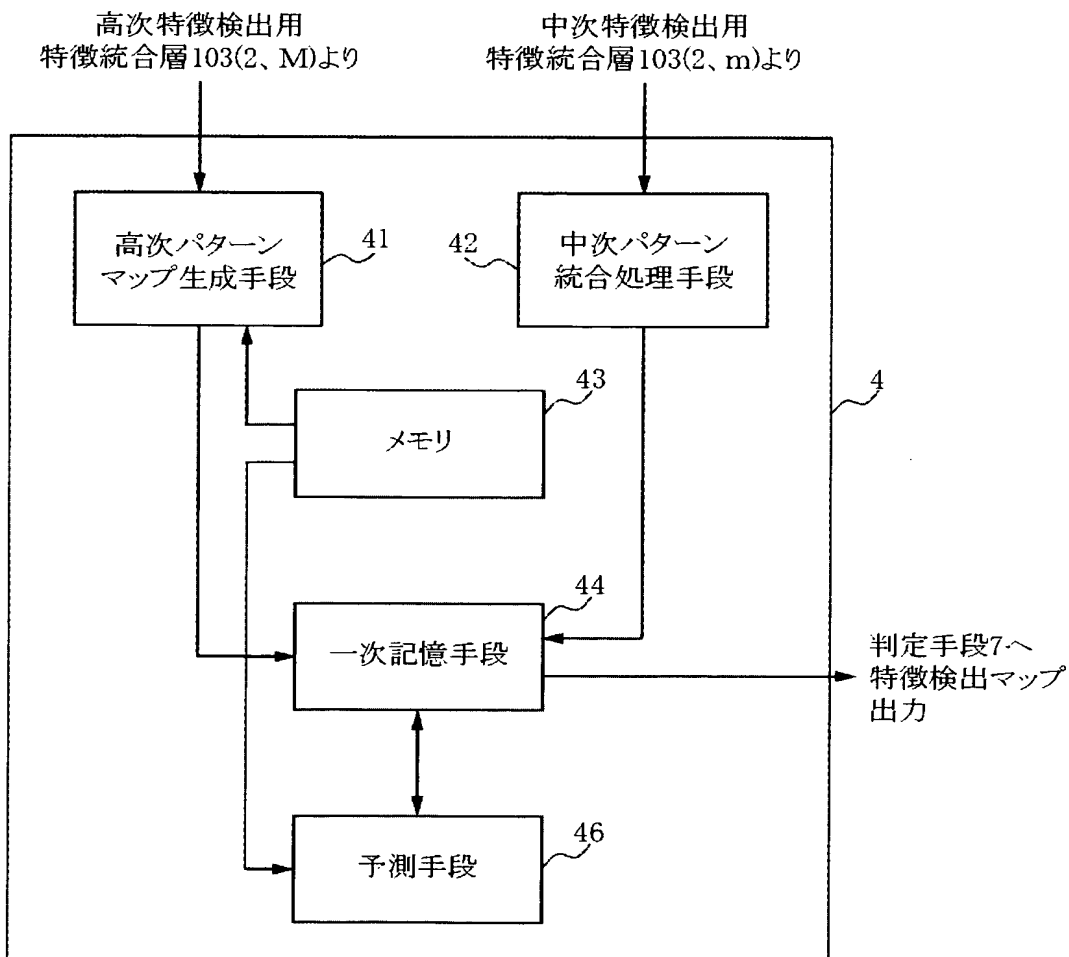 高次特徴検出用
特徴統合層103(2、M)より
中次特徴検出用
特徴統合層103(2、m)より
高次パターン
マップ生成手段
41
42
中次パターン
統合処理手段
43
メモリ
4
44
一次記憶手段
判定手段7へ
特徴検出マップ
出力
予測手段
46